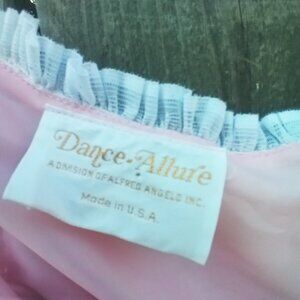 Dance-Allure
A DIVISION OF ALFRED ANGELO INC.
Made in U.S.A.